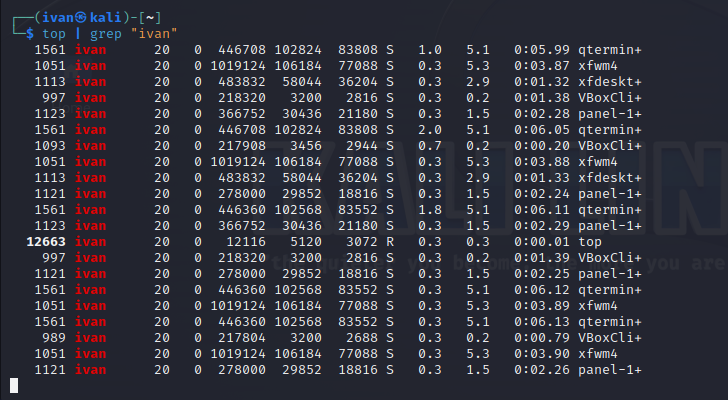 (ivan㉿kali)-[~]
$ top | grep "ivan"
1561 ivan 20 0 446708 102824 83808 S 1.0 5.1 0:05.99 qtermin+
1051 ivan 20 0 1019124 106184 77088 S 0.3 5.3 0:03.87 xfwm4
1113 ivan 20 0 483832 58044 36204 S 0.3 2.9 0:01.32 xfdeskt+
997 ivan 20 0 218320 3200 2816 S 0.3 0.2 0:01.38 VBoxCli+
1123 ivan 20 0 366752 30436 21180 S 0.3 1.5 0:02.28 panel-1+
1561 ivan 20 0 446708 102824 83808 S 2.0 5.1 0:06.05 qtermin+
1093 ivan 20 0 217908 3456 2944 S 0.7 0.2 0:00.20 VBoxCli+
1051 ivan 20 0 1019124 106184 77088 S 0.3 5.3 0:03.88 xfwm4
1113 ivan 20 0 483832 58044 36204 S 0.3 2.9 0:01.33 xfdeskt+
1121 ivan 20 0 278000 29852 18816 S 0.3 1.5 0:02.24 panel-1+
1561 ivan 20 0 446360 102568 83552 S 1.8 5.1 0:06.11 qtermin+
1123 ivan 20 0 366752 30436 21180 S 0.3 1.5 0:02.29 panel-1+
12663 ivan 20 0 12116 5120 3072 R 0.3 0.3 0:00.01 top
997 ivan 20 0 218320 3200 2816 S 0.3 0.2 0:01.39 VBoxCli+
1121 ivan 20 0 278000 29852 18816 S 0.3 1.5 0:02.25 panel-1+
1561 ivan 20 0 446360 102568 83552 S 0.3 5.1 0:06.12 qtermin+
1051 ivan 20 0 1019124 106184 77088 S 0.3 5.3 0:03.89 xfwm4
1561 ivan 20 0 446360 102568 83552 S 0.3 5.1 0:06.13 qtermin+
989 ivan 20 0 217804 3200 2688 S 0.3 0.2 0:00.79 VBoxCli+
1051 ivan 20 0 1019124 106184 77088 S 0.3 5.3 0:03.90 xfwm4
1121 ivan 20 0 278000 29852 18816 S 0.3 1.5 0:02.26 panel-1+